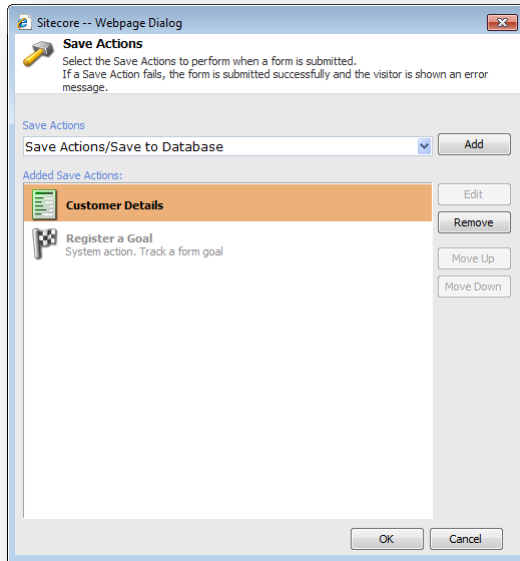 Sitecore -- Webpage Dialog
Save Actions
Select the Save Actions to perform when a form is submitted.
If a Save Action fails, the form is submitted successfully and the visitor is shown an error
message.
Save Actions
Save Actions/Save to Database
Add
Added Save Actions:
Customer Details
Register a Goal
System action. Track a form goal
Edit
Remove
Move Up
Move Down
OK
Cancel